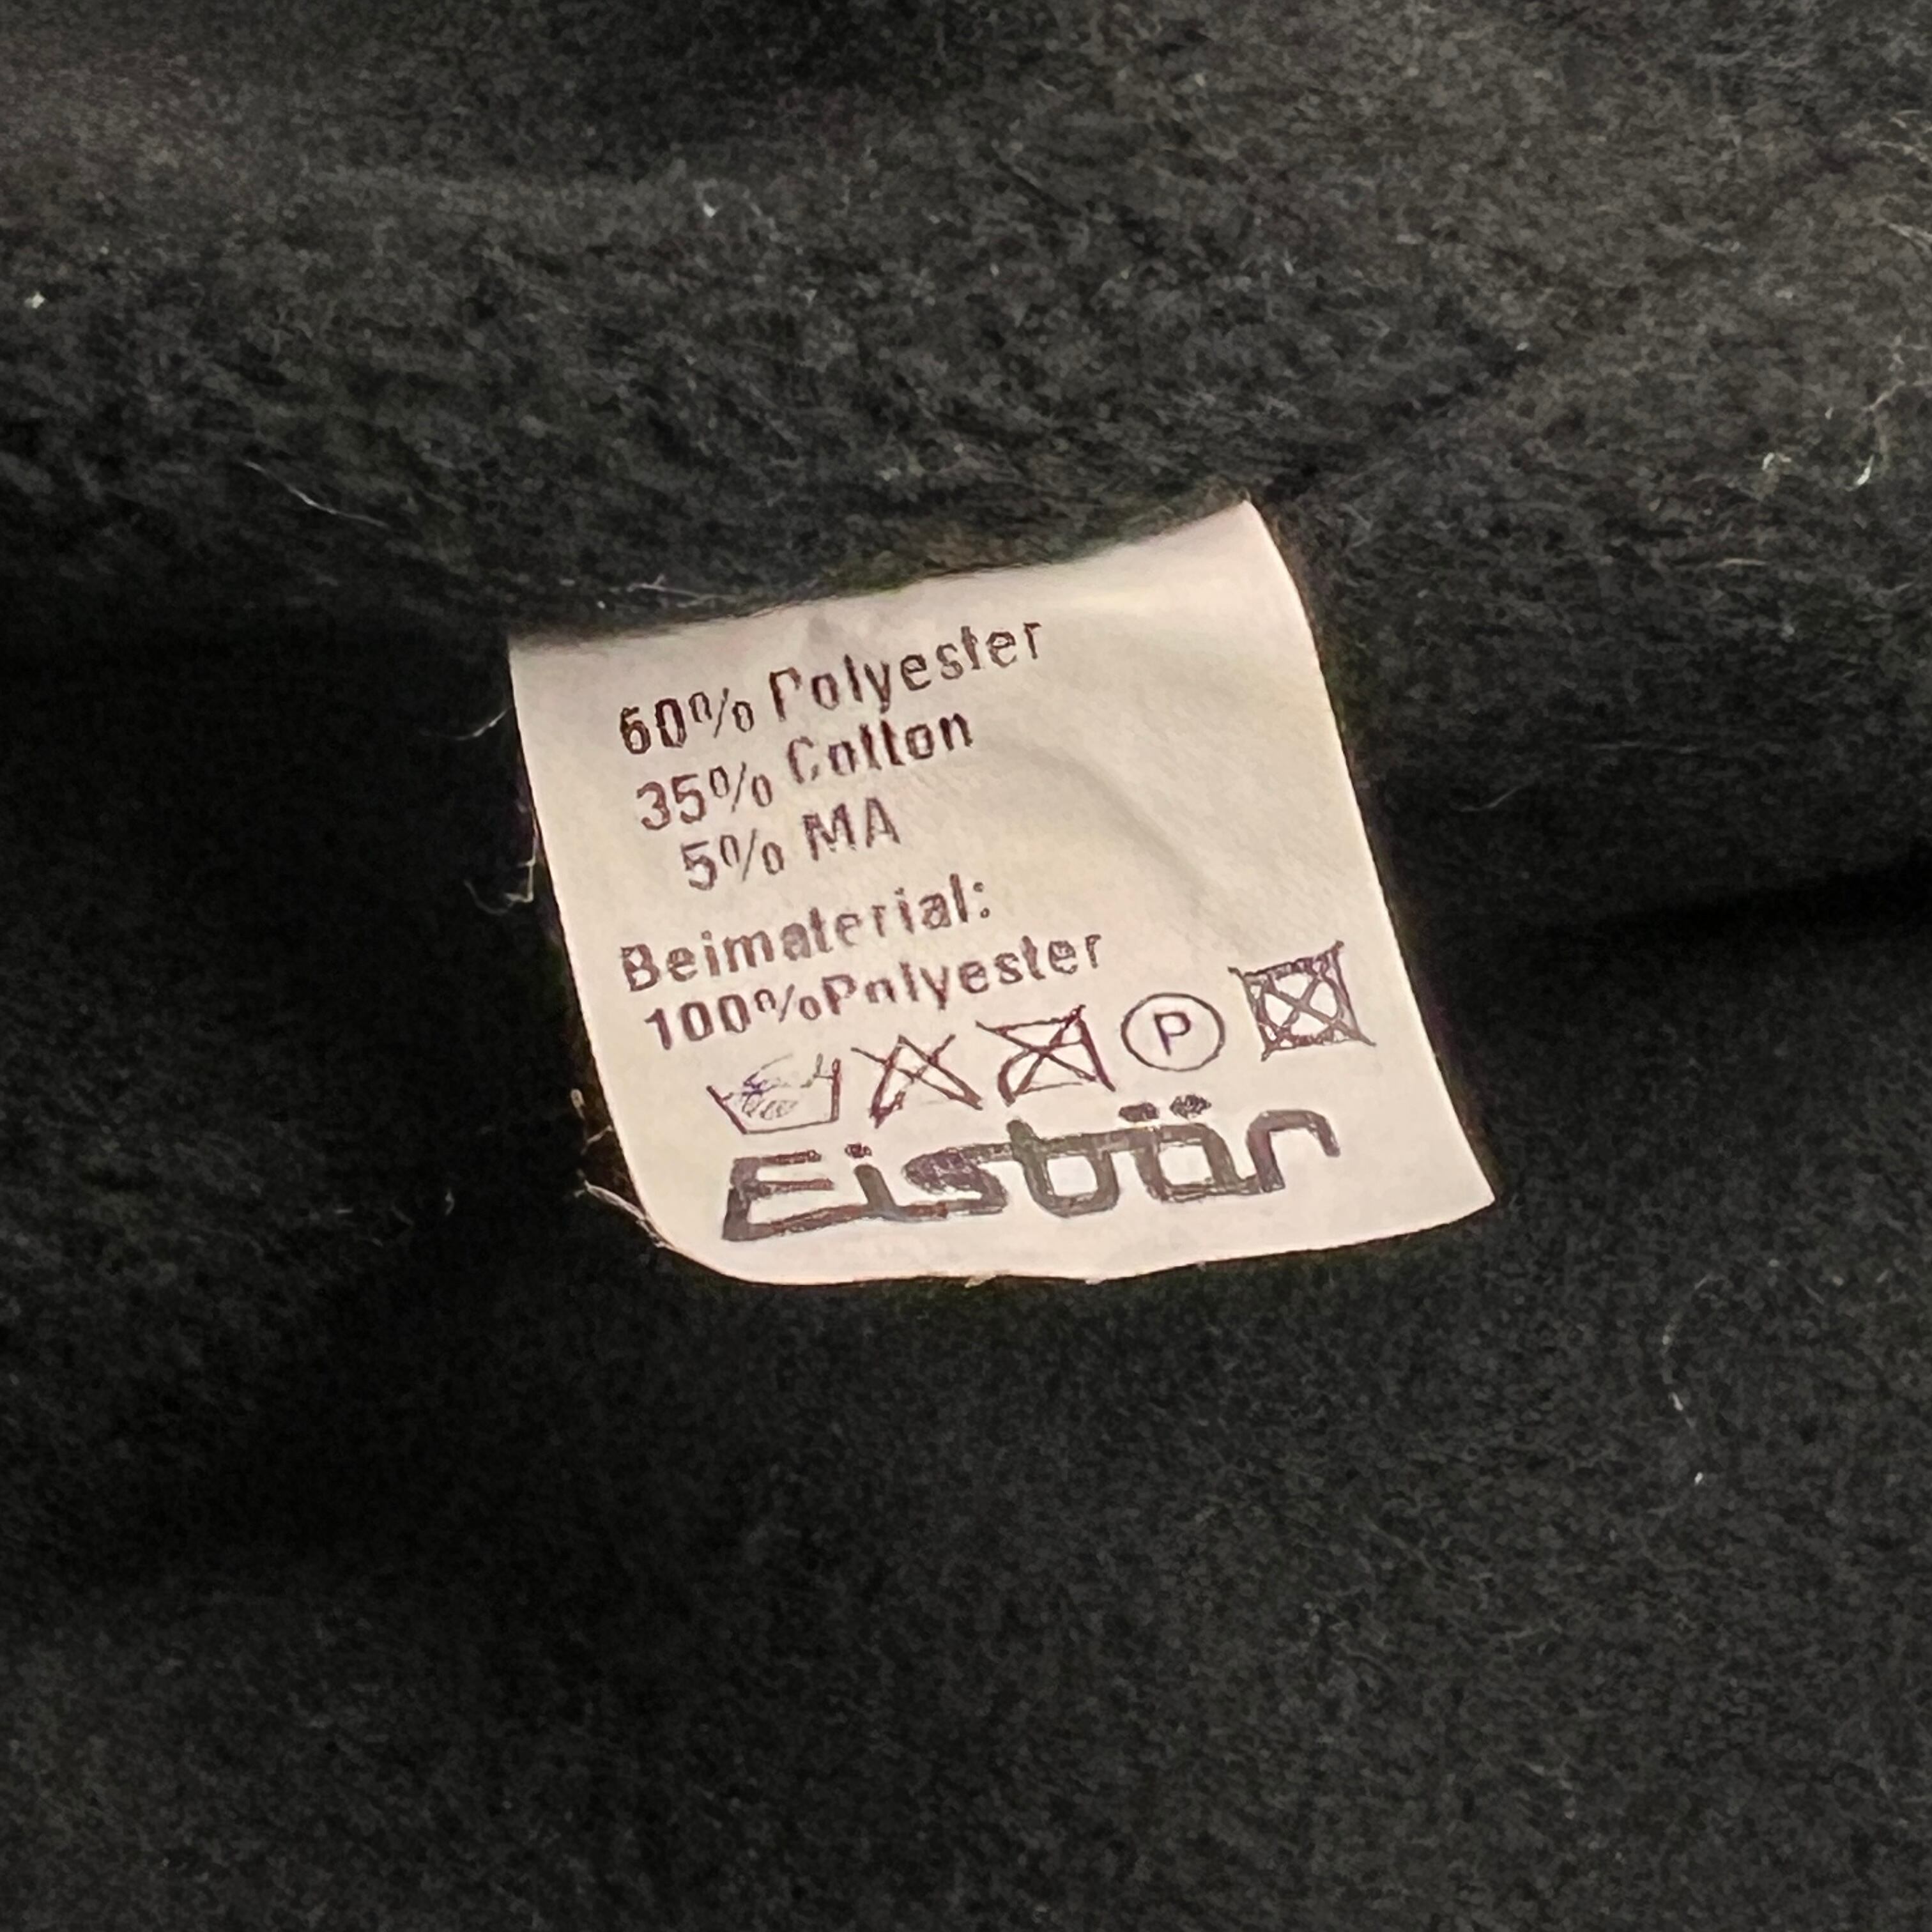 60% Polyester
35% Cotton
5% MA
Beimaterial:
100%Polyester
P
Eisbär